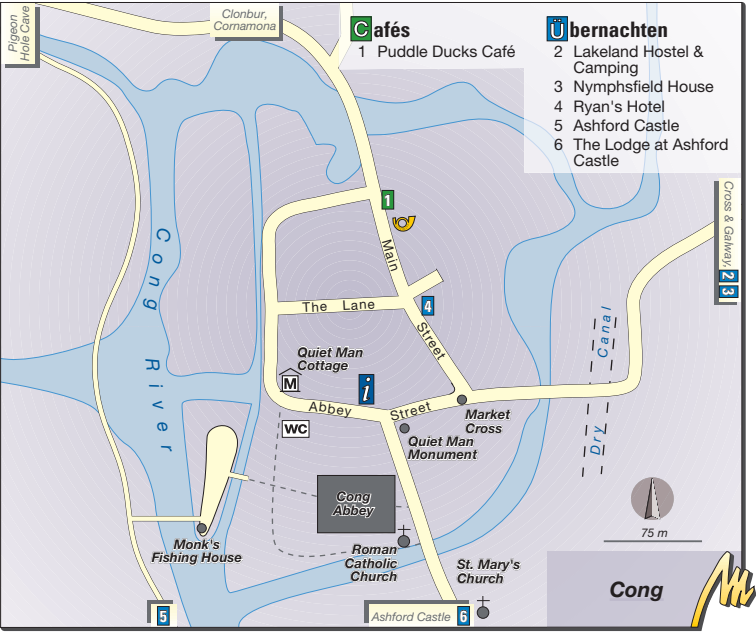 Pigeon
Hole Cave
Clonbur,
Cornamona
C afés
1 Puddle Ducks Café
Ü bernachten
2 Lakeland Hostel &
Camping
3 Nymphsfield House
4 Ryan's Hotel
5 Ashford Castle
6 The Lodge at Ashford
Castle
Cross & Galway,
2
3
1
Main
Street
The Lane
4
Cong River
Quiet Man
Cottage
M
i
Abbey Street
WC
Market
Cross
Quiet Man
Monument
Dry Canal
Cong
Abbey
Monk's
Fishing House
Roman
Catholic
Church
St. Mary's
Church
75 m
Cong
5
Ashford Castle 6